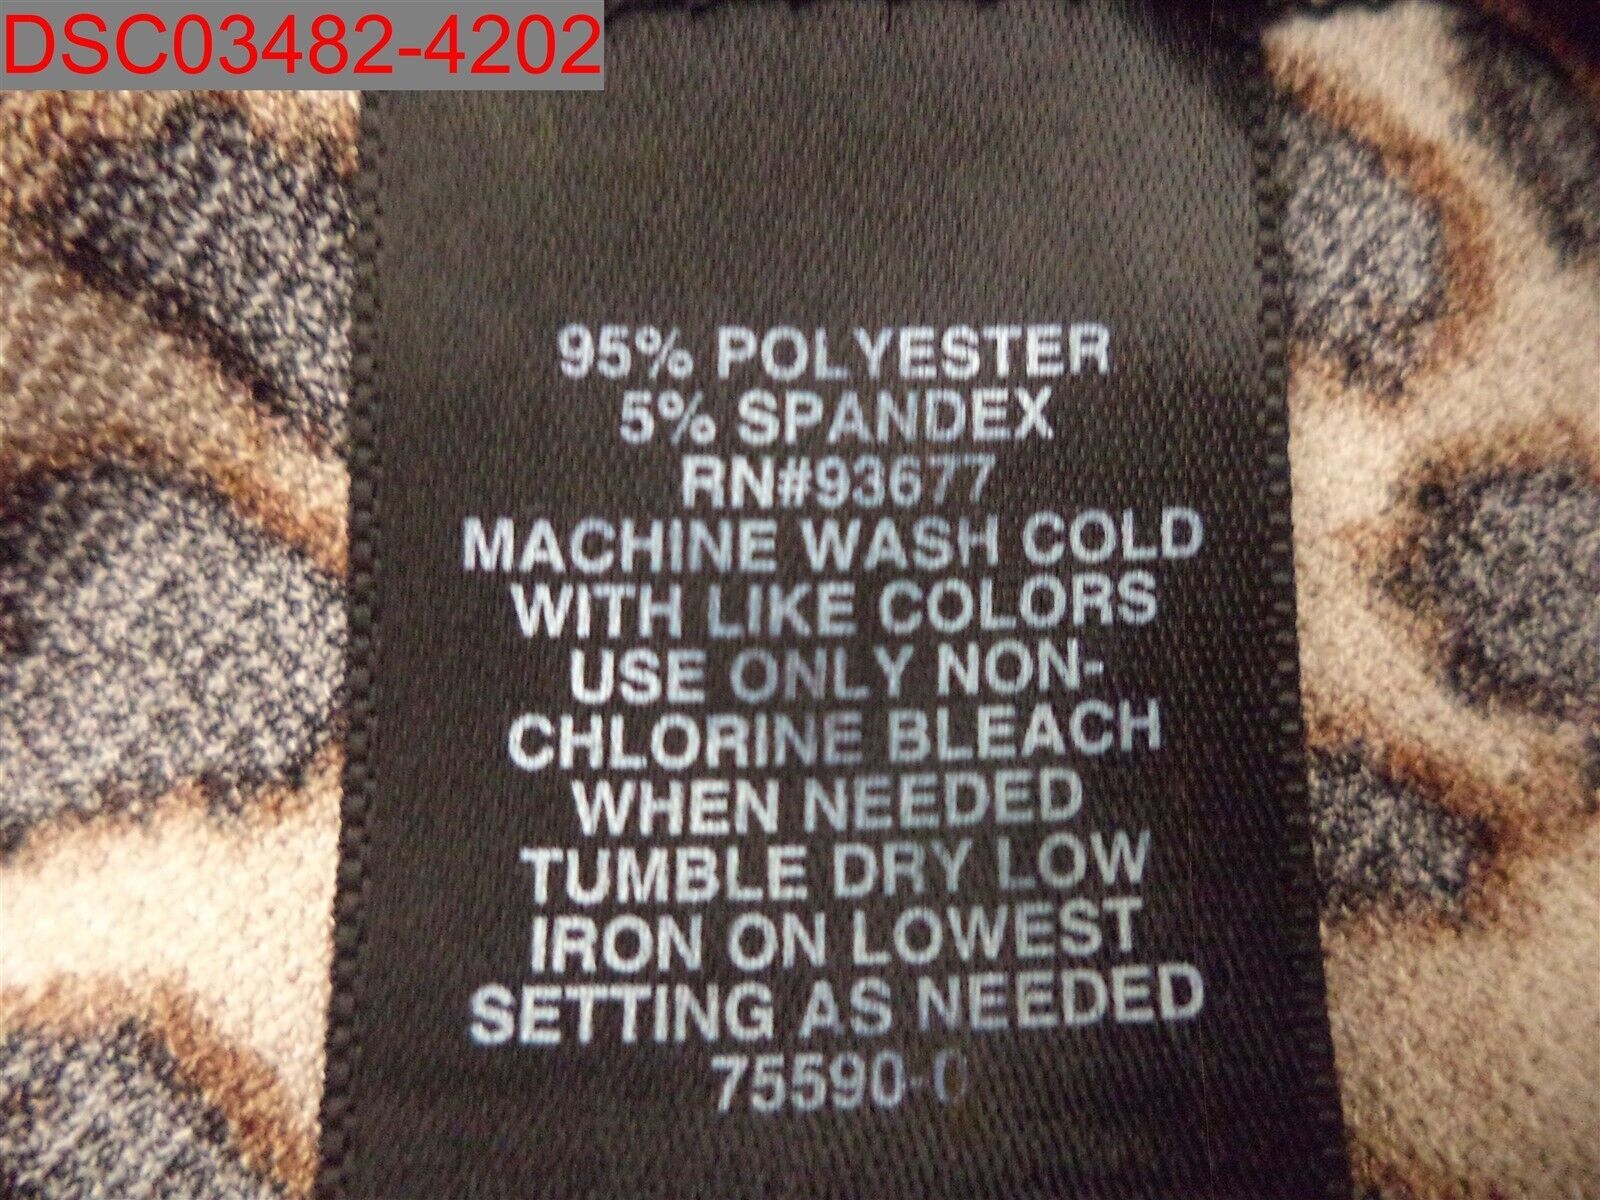 DSC03482-4202
95% POLYESTER
5% SPANDEX
RN#93677
MACHINE WASH COLD
WITH LIKE COLORS
USE ONLY NON-
CHLORINE BLEACH
WHEN NEEDED
TUMBLE DRY LOW
IRON ON LOWEST
SETTING AS NEEDED
75590-0